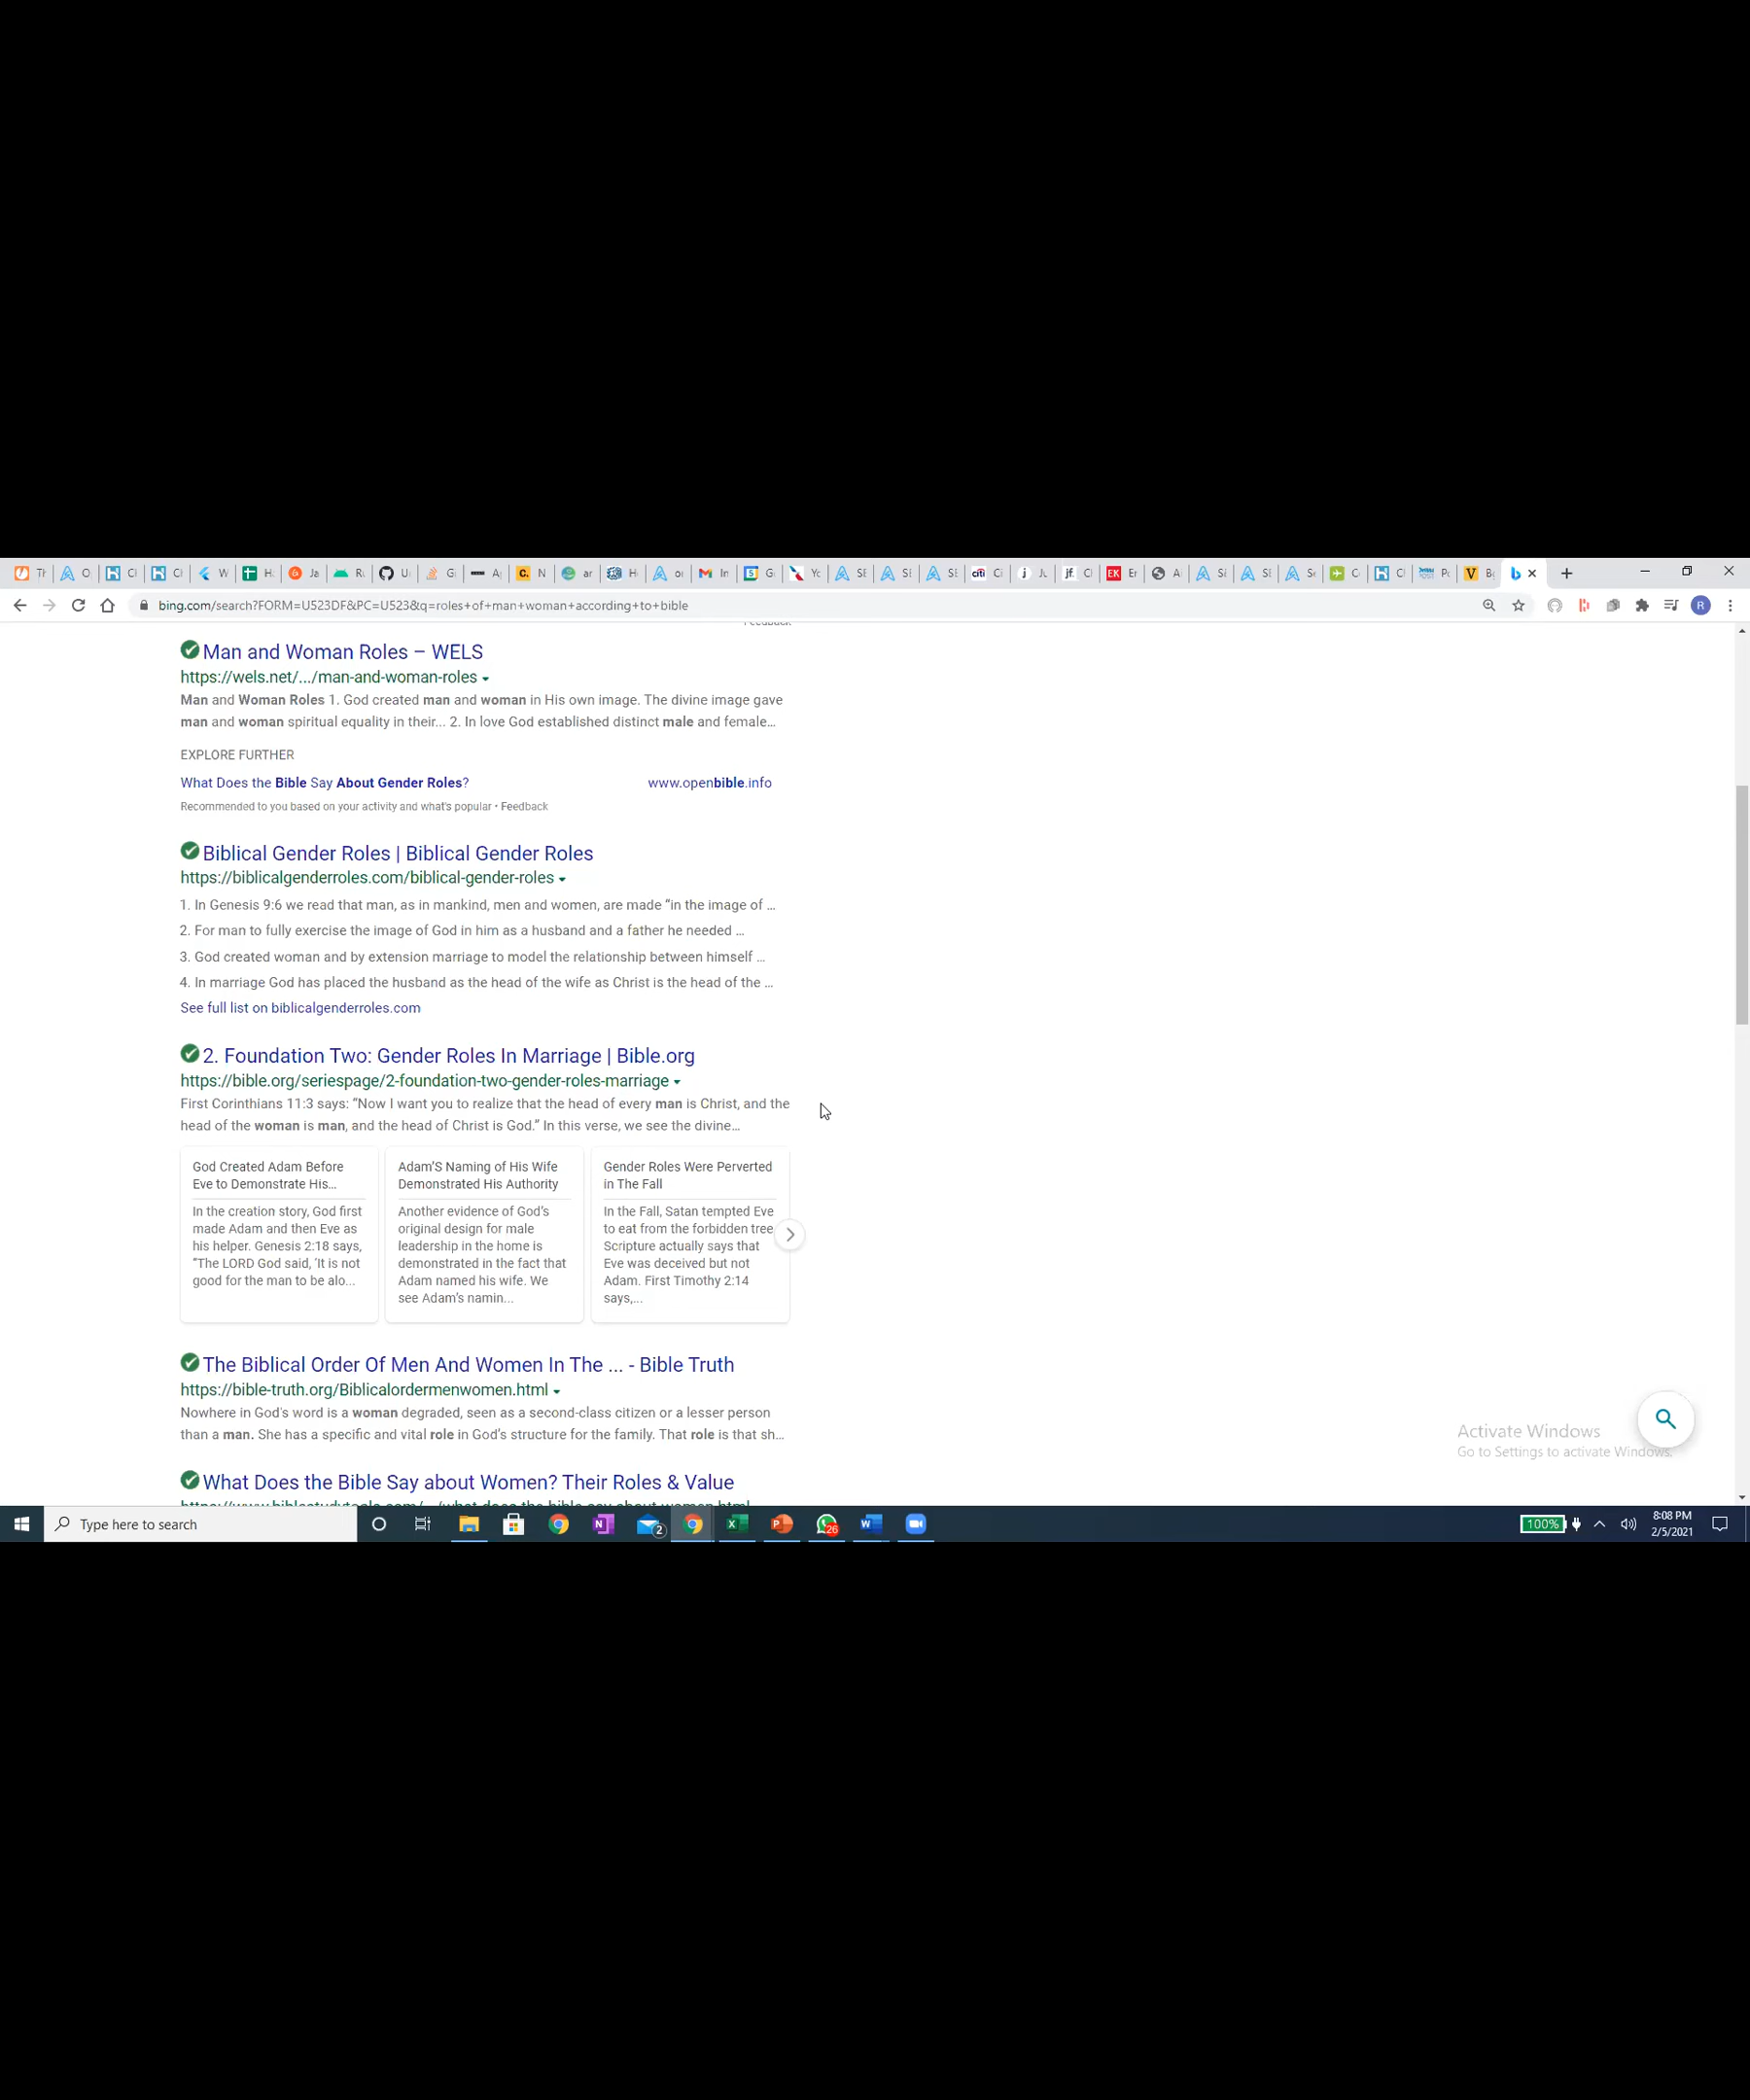 Th
O
Cl
Cl
W
Ja
N
ar
In
Yo
citi
j
jf.
EK
Er
bing.com/search?FORM=U523DF&PC=U523&q=roles+of+man+woman+according+to+bible
R
Man and Woman Roles – WELS
https://wels.net/.../man-and-woman-roles
Man and Woman Roles 1. God created man and woman in His own image. The divine image gave
man and woman spiritual equality in their... 2. In love God established distinct male and female...
EXPLORE FURTHER
What Does the Bible Say About Gender Roles? www.openbible.info
Recommended to you based on your activity and what's popular • Feedback
Biblical Gender Roles | Biblical Gender Roles
https://biblicalgenderroles.com/biblical-gender-roles
1. In Genesis 9:6 we read that man, as in mankind, men and women, are made “in the image of ...
2. For man to fully exercise the image of God in him as a husband and a father he needed ...
3. God created woman and by extension marriage to model the relationship between himself ...
4. In marriage God has placed the husband as the head of the wife as Christ is the head of the ...
See full list on biblicalgenderroles.com
2. Foundation Two: Gender Roles In Marriage | Bible.org
https://bible.org/seriespage/2-foundation-two-gender-roles-marriage
First Corinthians 11:3 says: “Now I want you to realize that the head of every man is Christ, and the
head of the woman is man, and the head of Christ is God.” In this verse, we see the divine...
God Created Adam Before
Eve to Demonstrate His...
In the creation story, God first
made Adam and then Eve as
his helper. Genesis 2:18 says,
“The LORD God said, ‘It is not
good for the man to be alo...
Adam’S Naming of His Wife
Demonstrated His Authority
Another evidence of God’s
original design for male
leadership in the home is
demonstrated in the fact that
Adam named his wife. We
see Adam’s namin...
Gender Roles Were Perverted
in The Fall
In the Fall, Satan tempted Eve
to eat from the forbidden tree.
Scripture actually says that
Eve was deceived but not
Adam. First Timothy 2:14
says,...
The Biblical Order Of Men And Women In The ... - Bible Truth
https://bible-truth.org/Biblicalordermenwomen.html
Nowhere in God's word is a woman degraded, seen as a second-class citizen or a lesser person
than a man. She has a specific and vital role in God's structure for the family. That role is that sh...
What Does the Bible Say about Women? Their Roles & Value
Activate Windows
Go to Settings to activate Windows.
Type here to search
2
26
100%
8:08 PM
2/5/2021